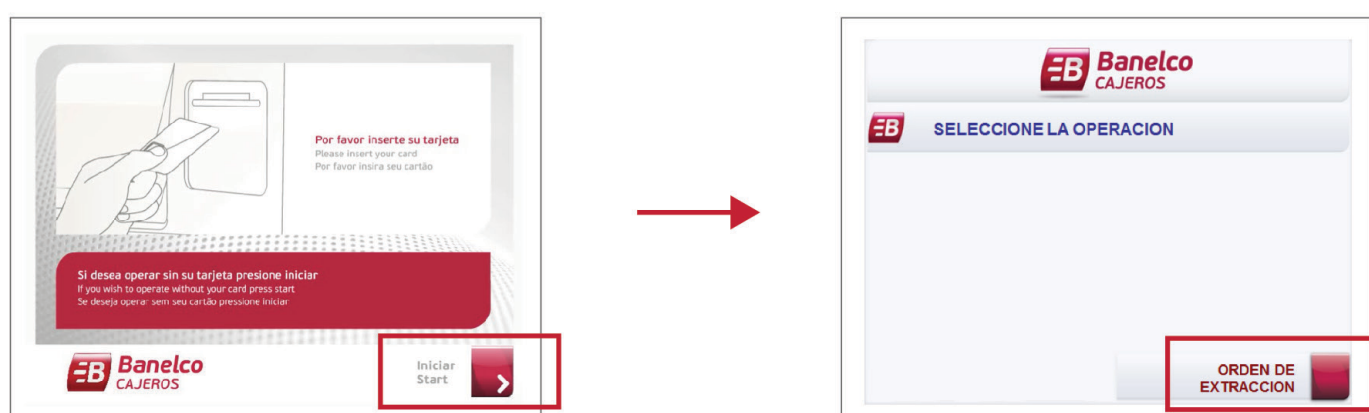 Por favor inserte su tarjeta
Please insert your card
Por favor insira seu cartão
Si desea operar sin su tarjeta presione iniciar
If you wish to operate without your card press start
Se deseja operar sem seu cartão pressione iniciar
Banelco
CAJEROS
Iniciar
Start
Banelco
CAJEROS
SELECCIONE LA OPERACION
ORDEN DE
EXTRACCION